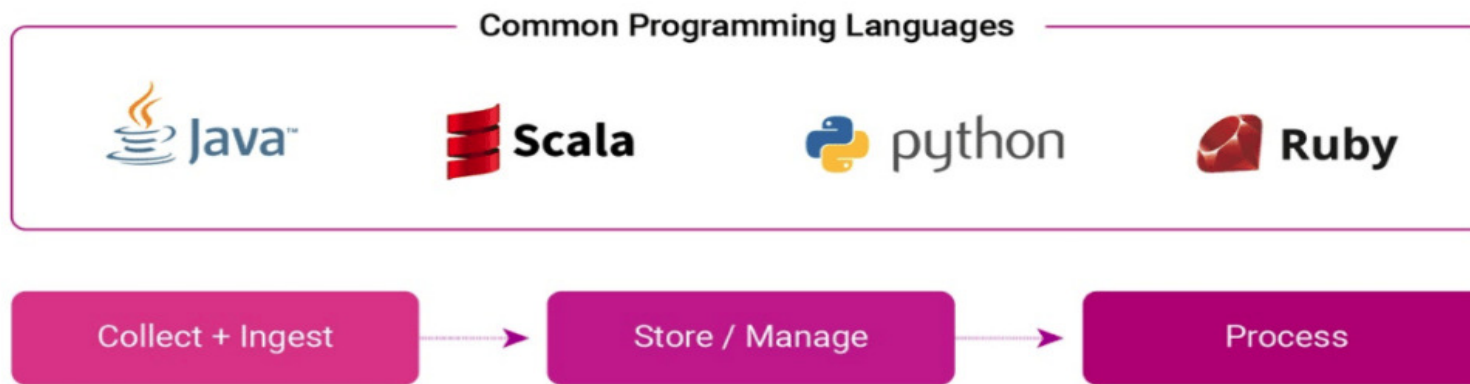 Common Programming Languages
Java™
Scala
python
Ruby
Collect + Ingest
Store / Manage
Process